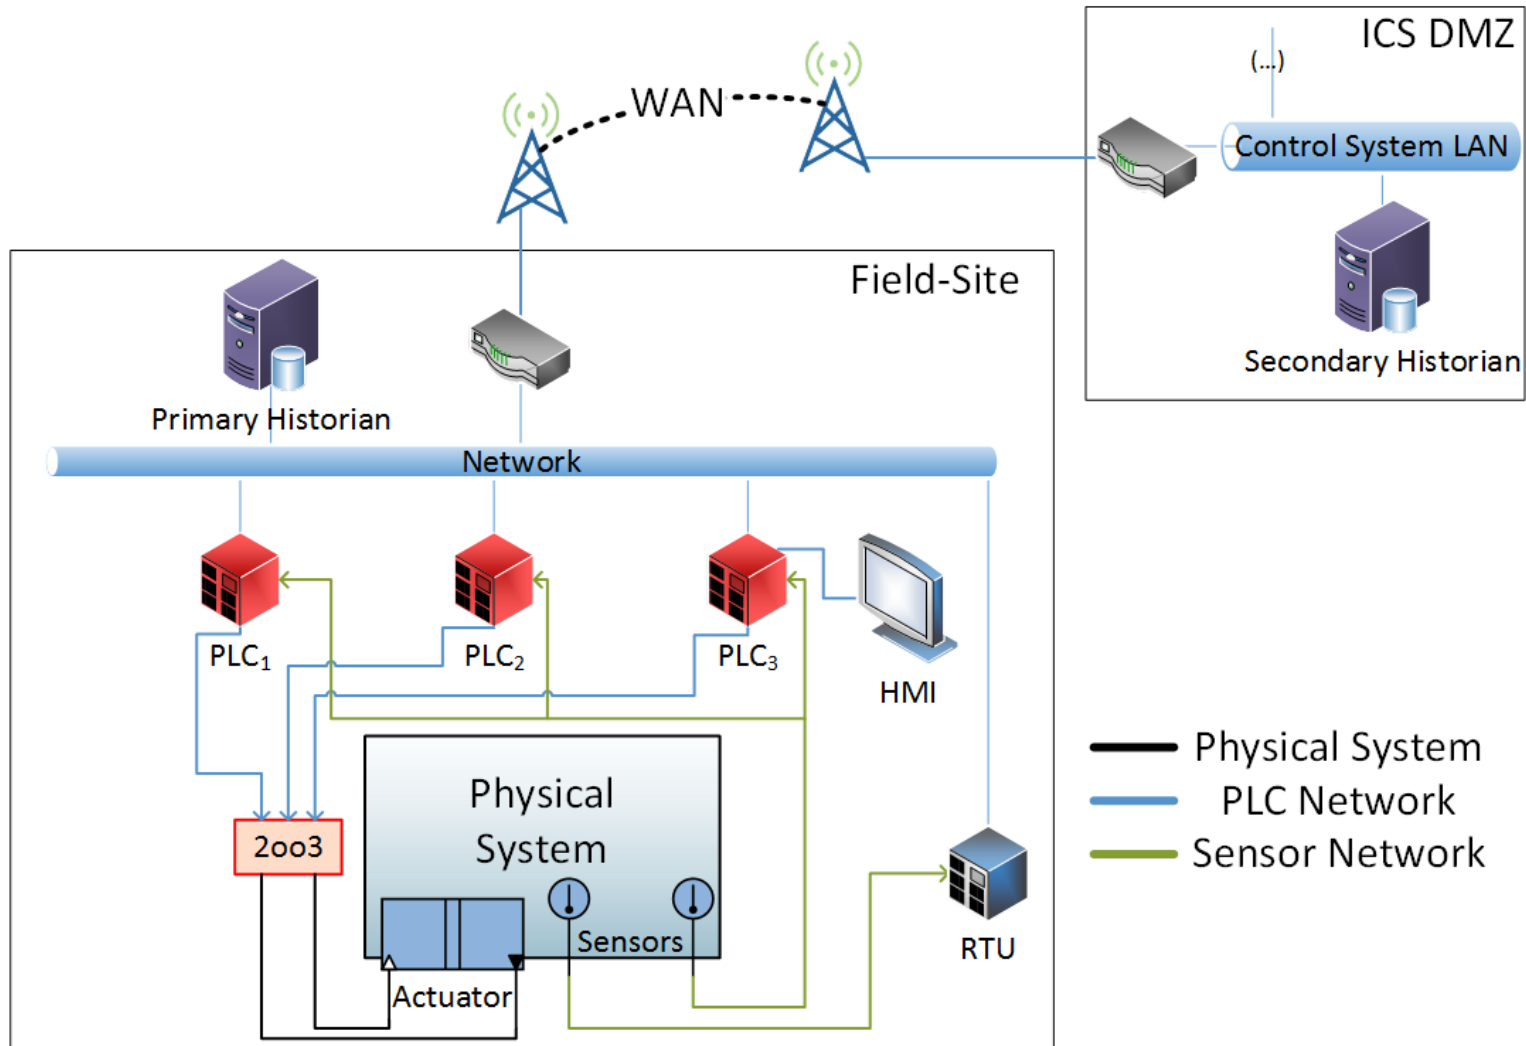 ICS DMZ
(...)
WAN
Control System LAN
Secondary Historian
Field-Site
Primary Historian
Network
PLC₁
PLC₂
PLC₃
HMI
Physical
System
2oo3
Sensors
Actuator
RTU
Physical System
PLC Network
Sensor Network